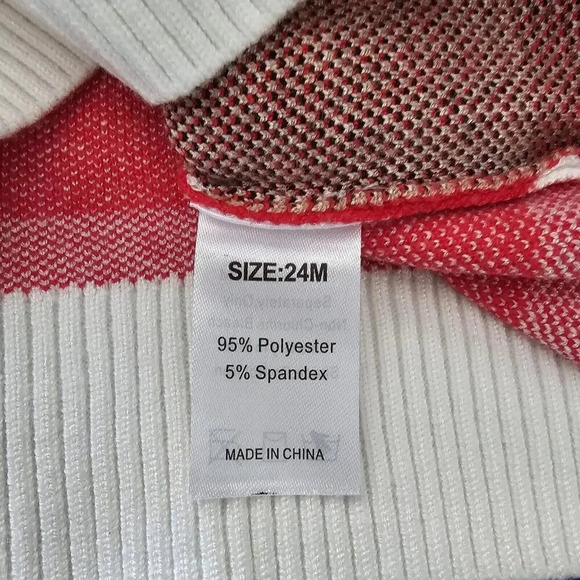 SIZE:24M
95% Polyester
5% Spandex
MADE IN CHINA